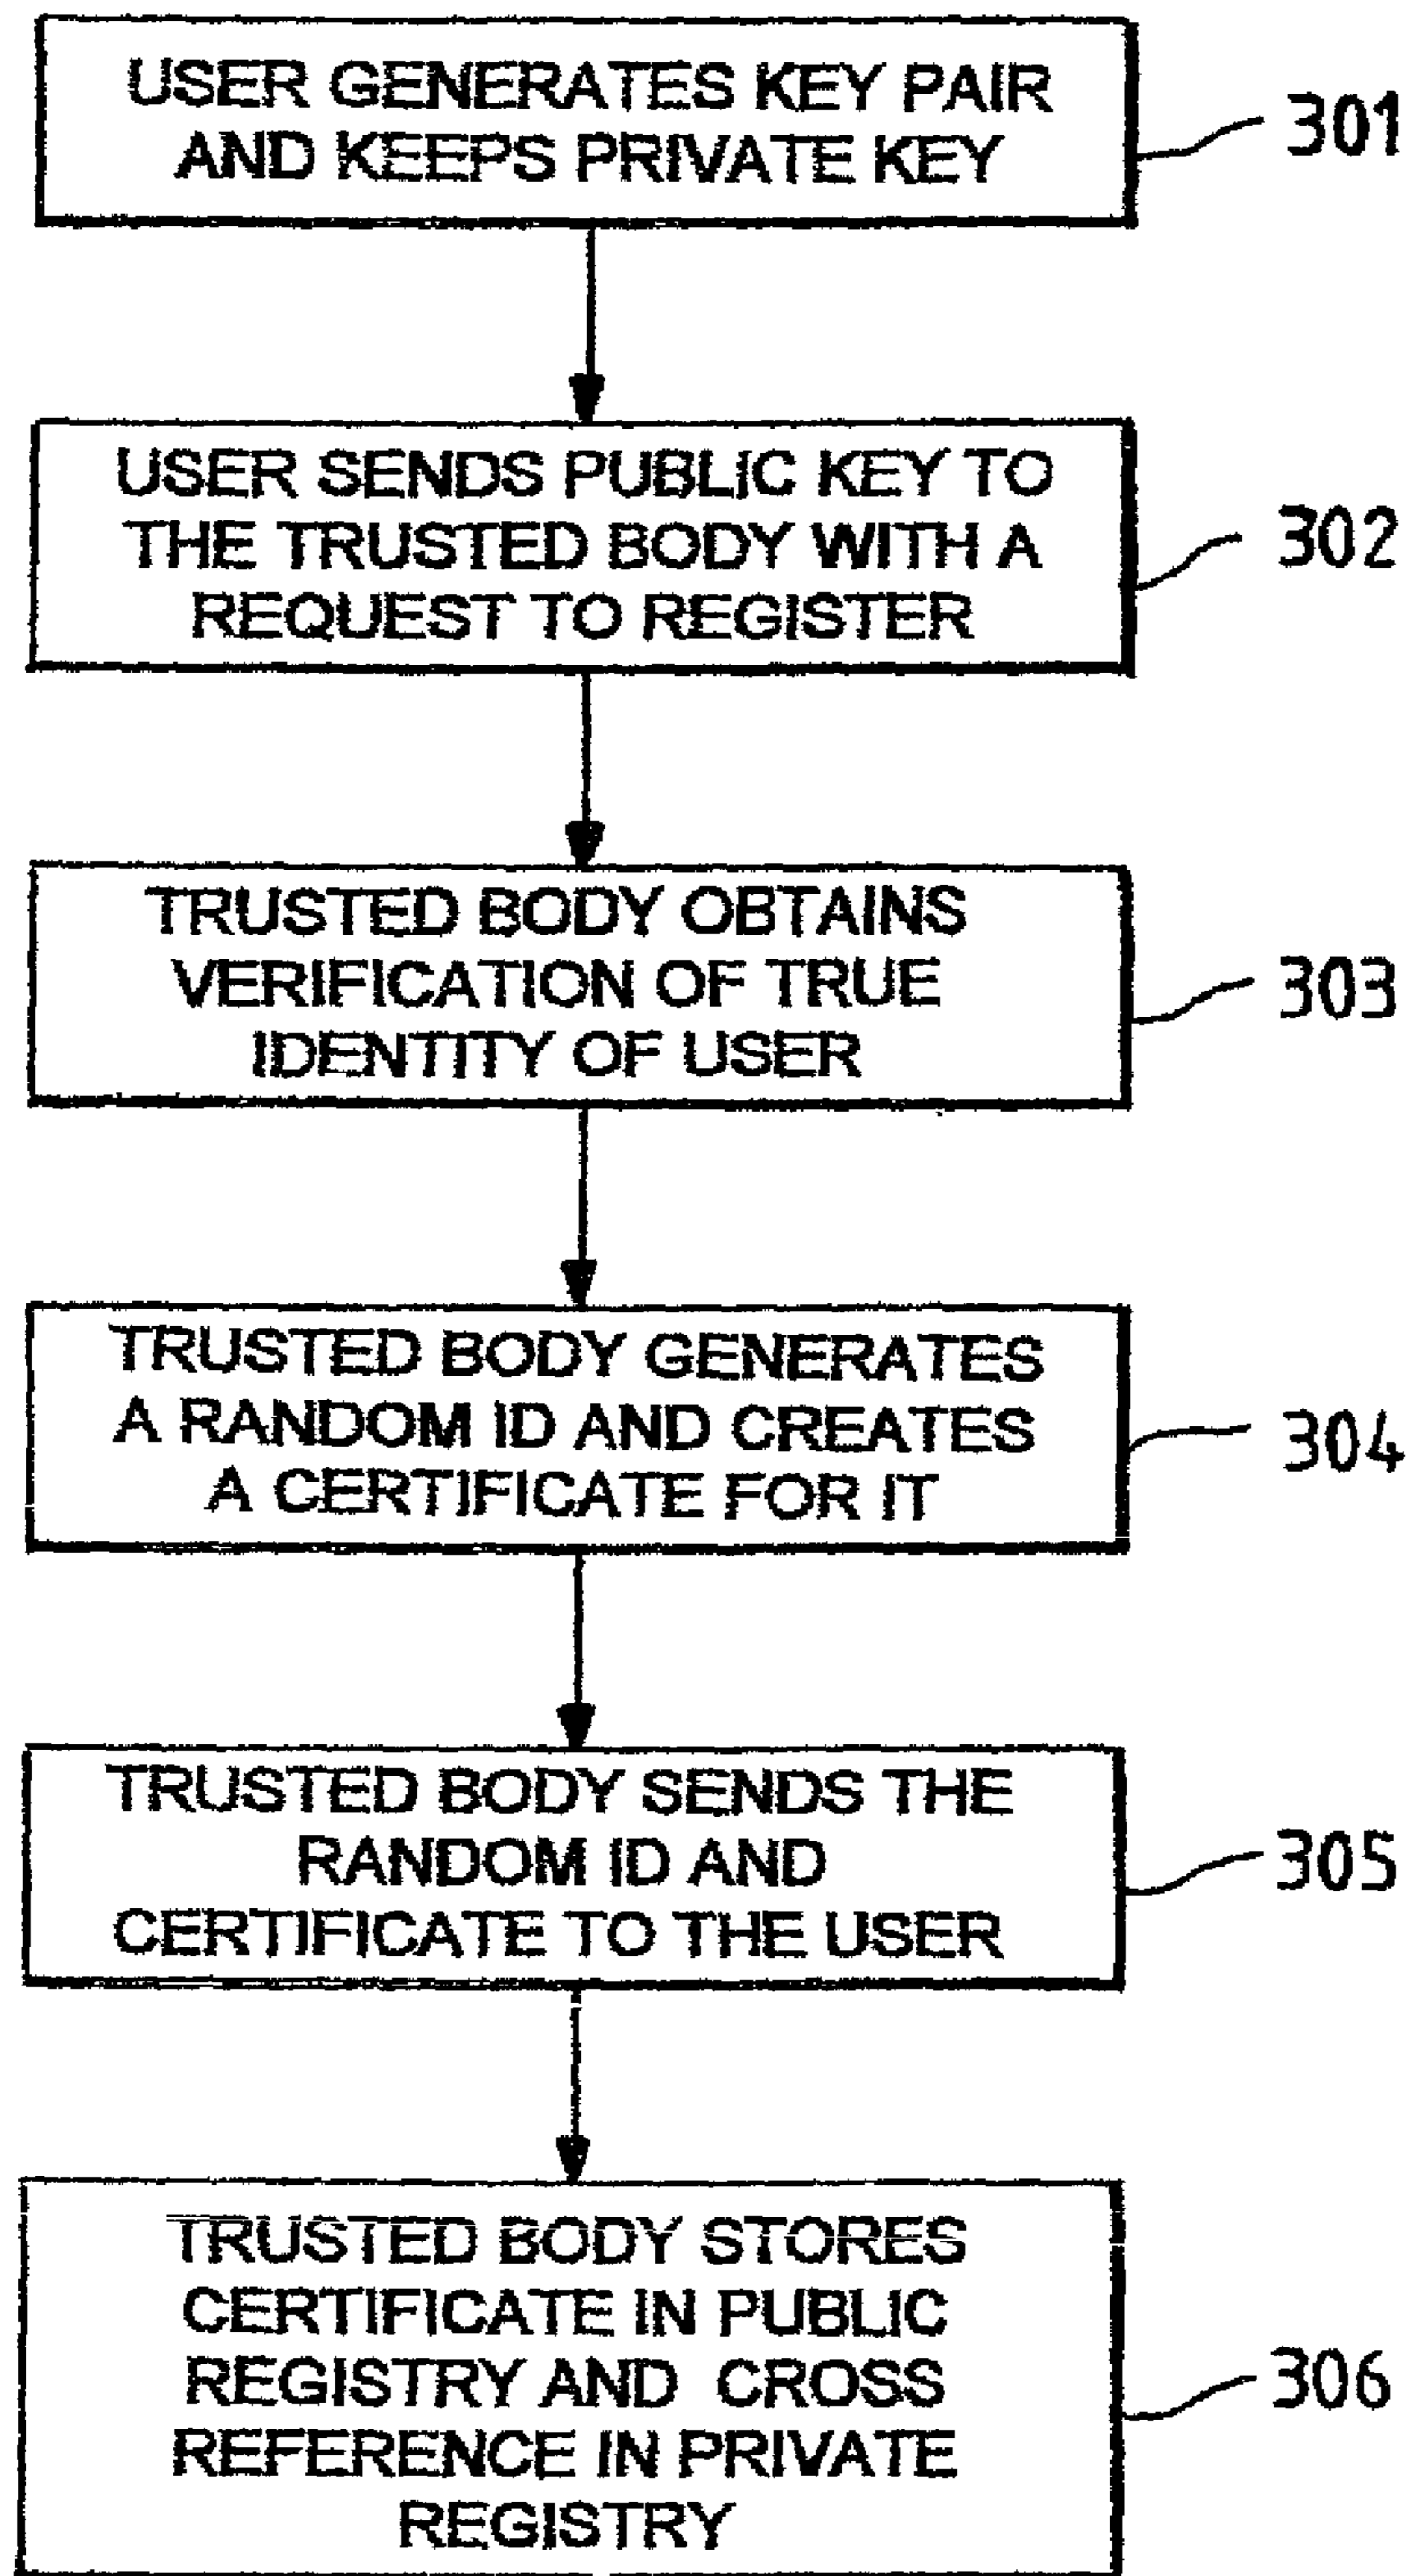 USER GENERATES KEY PAIR
AND KEEPS PRIVATE KEY
301
USER SENDS PUBLIC KEY TO
THE TRUSTED BODY WITH A
REQUEST TO REGISTER
302
TRUSTED BODY OBTAINS
VERIFICATION OF TRUE
IDENTITY OF USER
303
TRUSTED BODY GENERATES
A RANDOM ID AND CREATES
A CERTIFICATE FOR IT
304
TRUSTED BODY SENDS THE
RANDOM ID AND
CERTIFICATE TO THE USER
305
TRUSTED BODY STORES
CERTIFICATE IN PUBLIC
REGISTRY AND CROSS
REFERENCE IN PRIVATE
REGISTRY
306